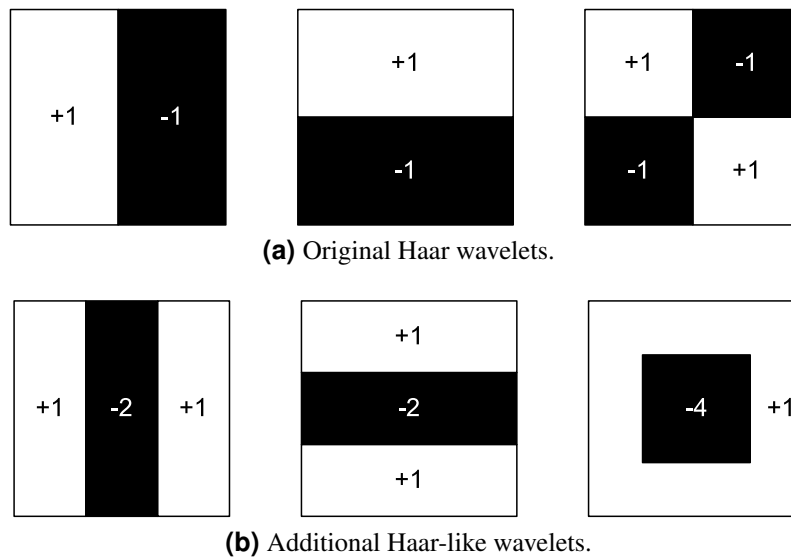 +1 -1 +1 +1 -1
-1 -1 +1
(a) Original Haar wavelets.
+1 -2 +1 +1 -4 +1
-2
+1
(b) Additional Haar-like wavelets.